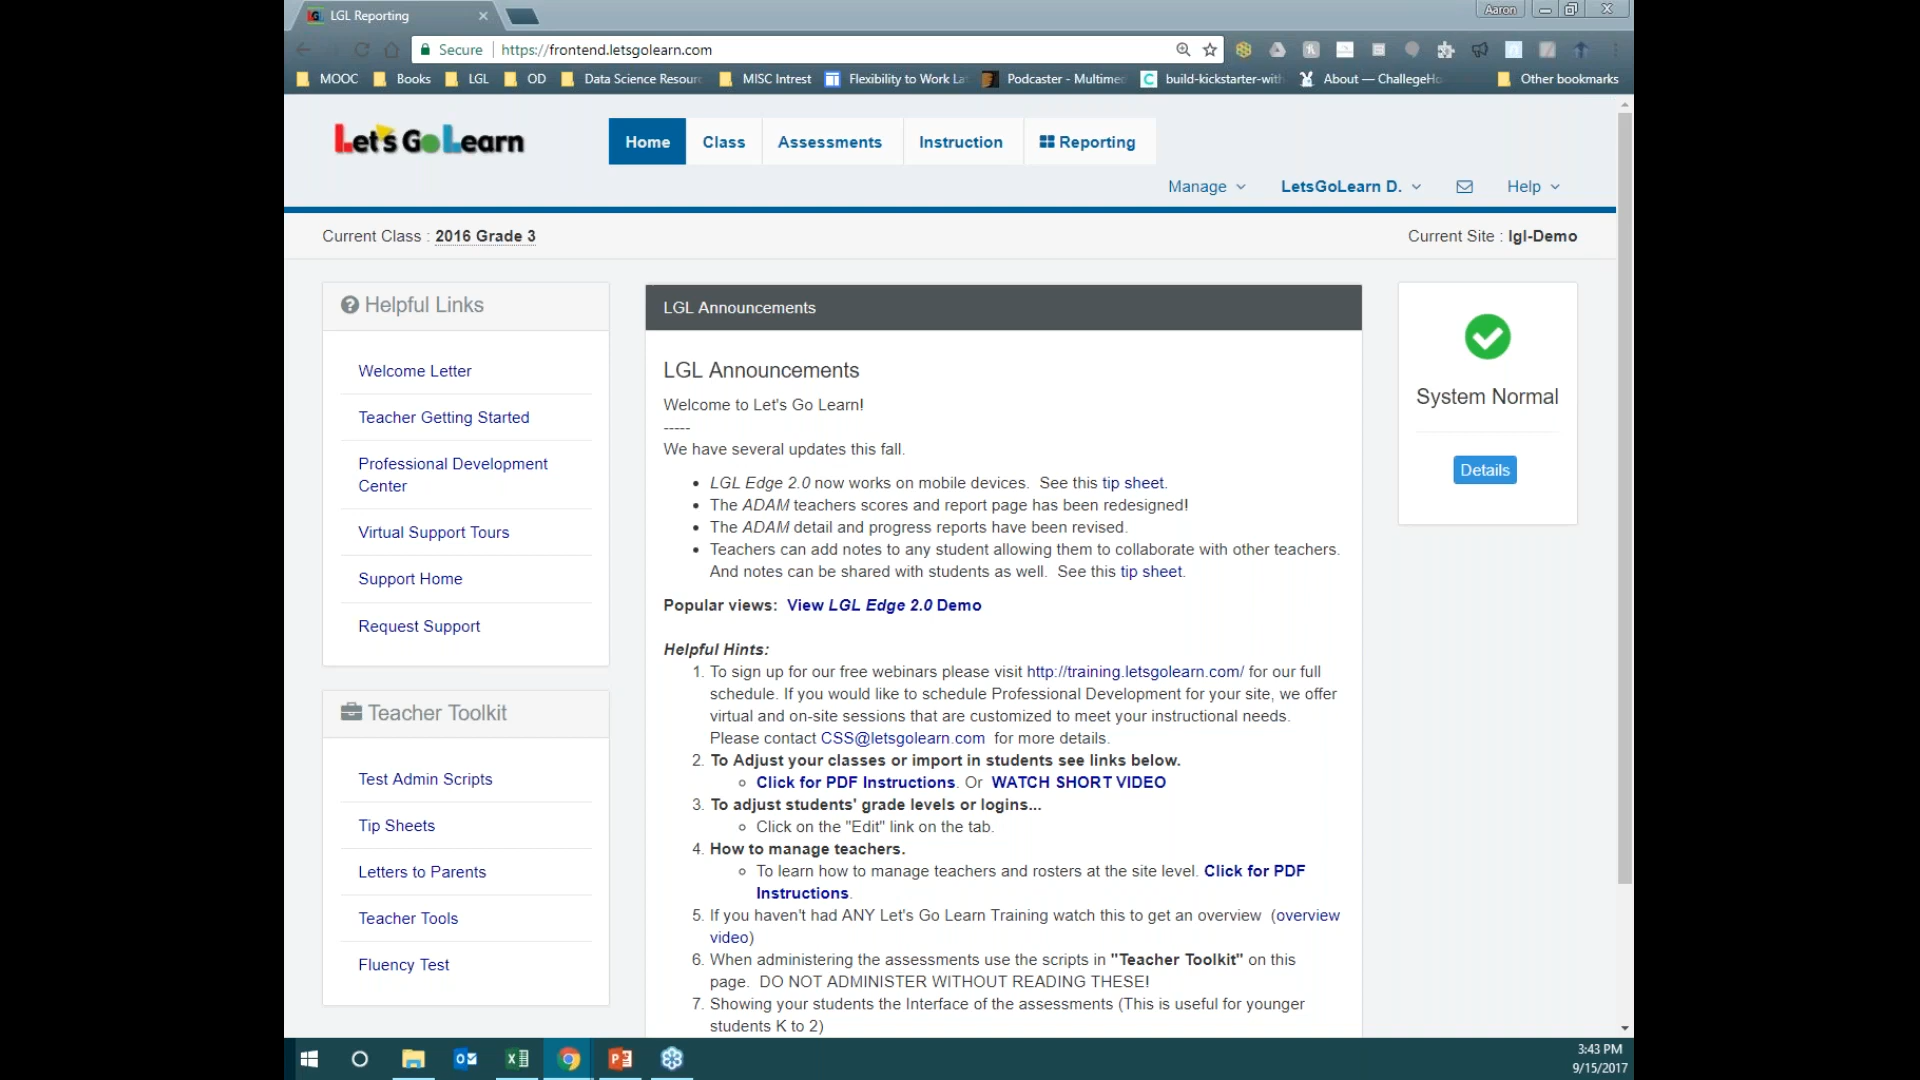 LGL Reporting
Aaron
Secure
https://frontend.letsgolearn.com
MOOC Books LGL OD Data Science Resour MISC Intrest Flexibility to Work La Podcaster - Multime build-kickstarter-with About — ChallegeHo Other bookmarks
Let's Go Learn
Home Class Assessments Instruction Reporting
Manage LetsGoLearn D. Help
Current Class : 2016 Grade 3
Current Site : lgl-Demo
Helpful Links
Welcome Letter
Teacher Getting Started
Professional Development
Center
Virtual Support Tours
Support Home
Request Support
Teacher Toolkit
Test Admin Scripts
Tip Sheets
Letters to Parents
Teacher Tools
Fluency Test
LGL Announcements
LGL Announcements
Welcome to Let's Go Learn!
-----
We have several updates this fall.
• LGL Edge 2.0 now works on mobile devices. See this tip sheet.
• The ADAM teachers scores and report page has been redesigned!
• The ADAM detail and progress reports have been revised.
• Teachers can add notes to any student allowing them to collaborate with other teachers.
And notes can be shared with students as well. See this tip sheet.
Popular views: View LGL Edge 2.0 Demo
Helpful Hints:
1. To sign up for our free webinars please visit http://training.letsgolearn.com/ for our full
schedule. If you would like to schedule Professional Development for your site, we offer
virtual and on-site sessions that are customized to meet your instructional needs.
Please contact CSS@letsgolearn.com for more details.
2. To Adjust your classes or import in students see links below.
Click for PDF Instructions. Or WATCH SHORT VIDEO
3. To adjust students' grade levels or logins...
Click on the "Edit" link on the tab.
4. How to manage teachers.
To learn how to manage teachers and rosters at the site level. Click for PDF
Instructions.
5. If you haven't had ANY Let's Go Learn Training watch this to get an overview (overview
video)
6. When administering the assessments use the scripts in "Teacher Toolkit" on this
page. DO NOT ADMINISTER WITHOUT READING THESE!
7. Showing your students the Interface of the assessments (This is useful for younger
students K to 2)
System Normal
Details
3:43 PM
9/15/2017